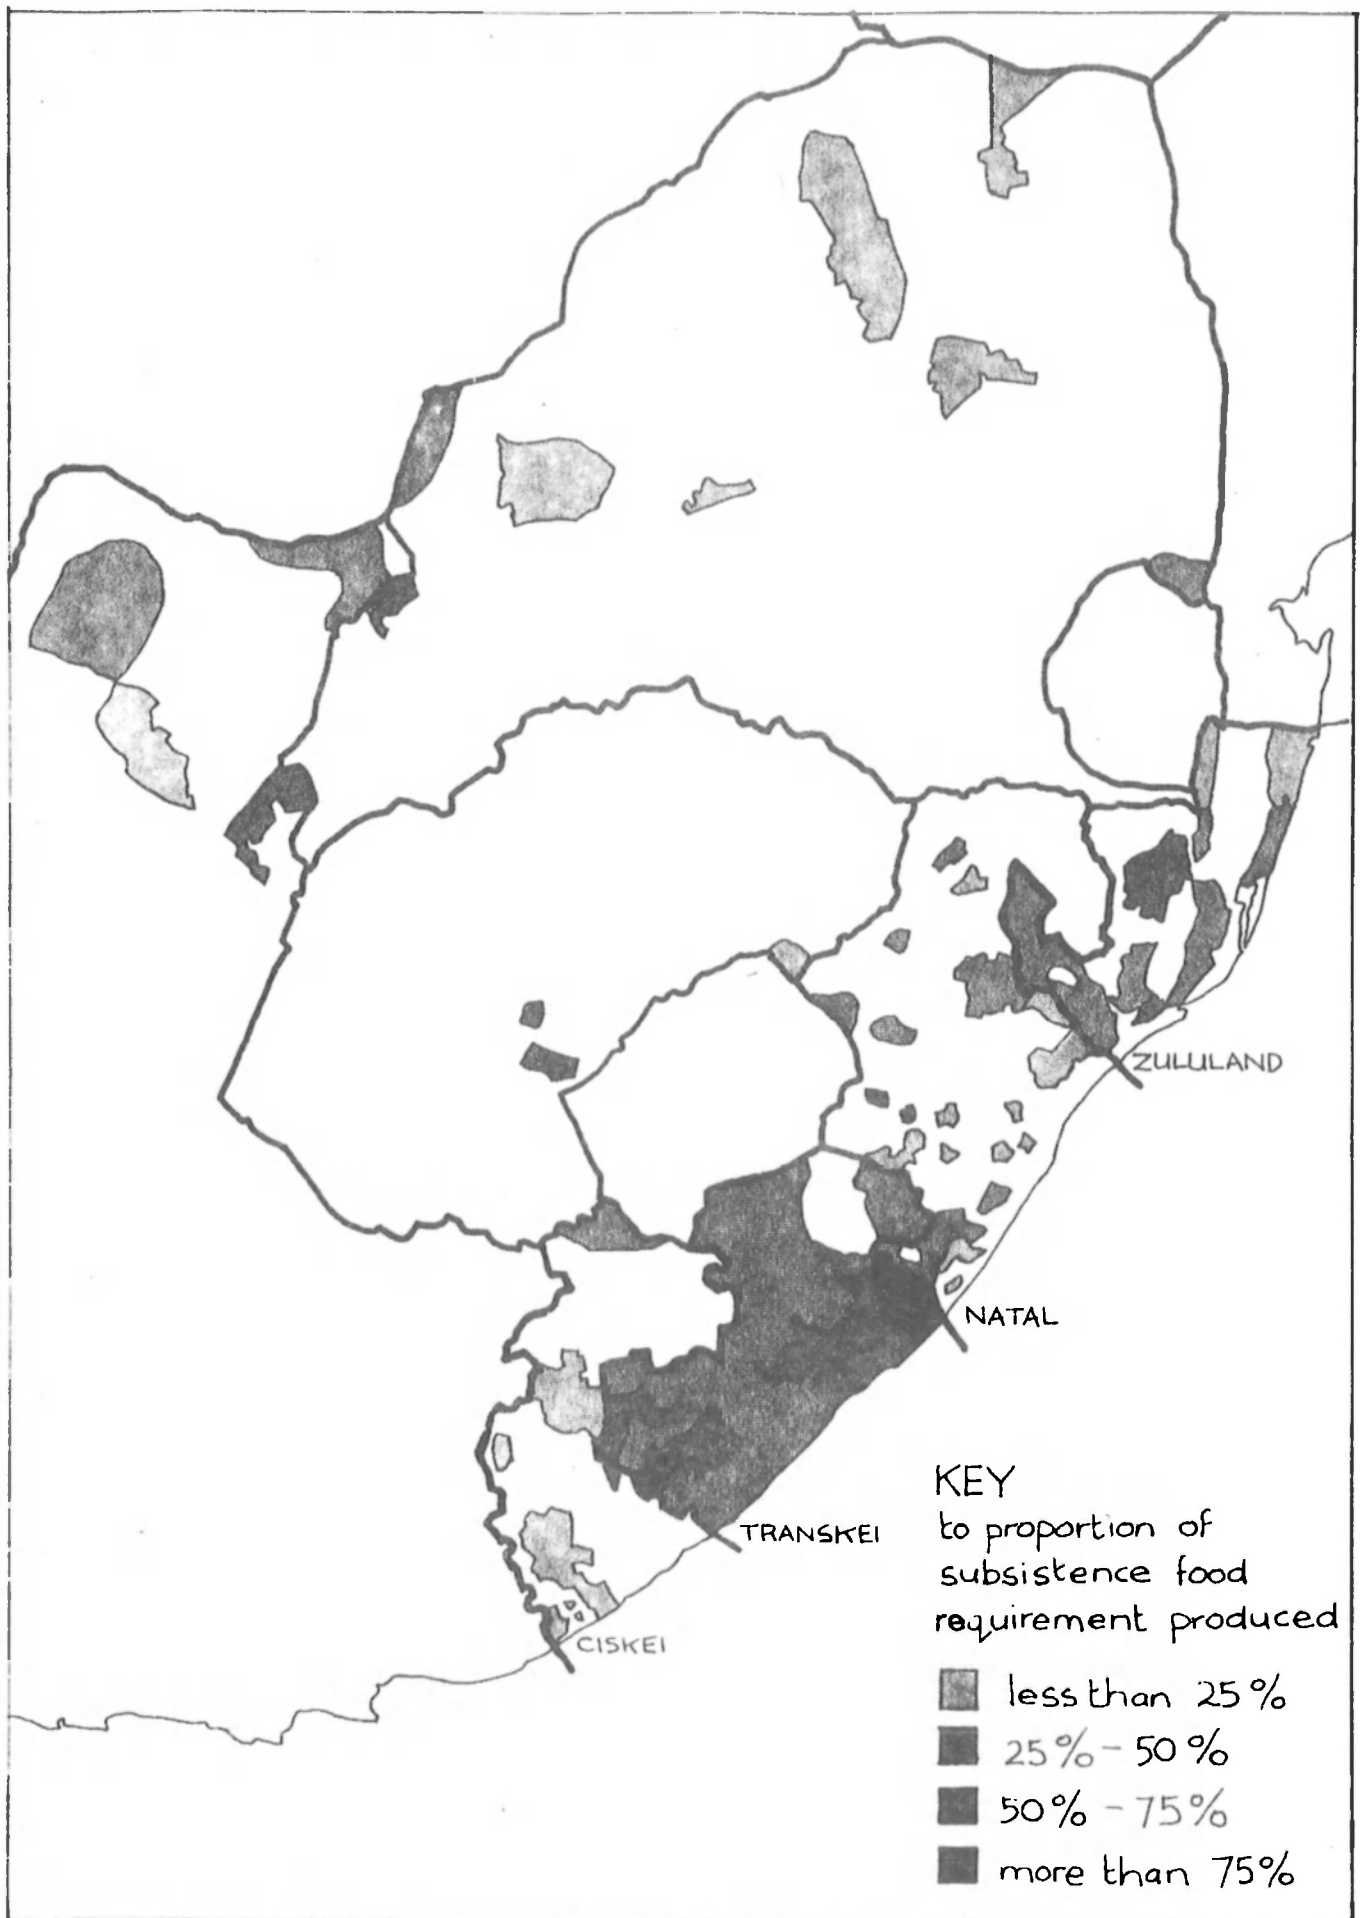 ZULULAND
NATAL
TRANSKEI
CISKEI
KEY
to proportion of
subsistence food
requirement produced
less than 25%
25% - 50%
50% - 75%
more than 75%